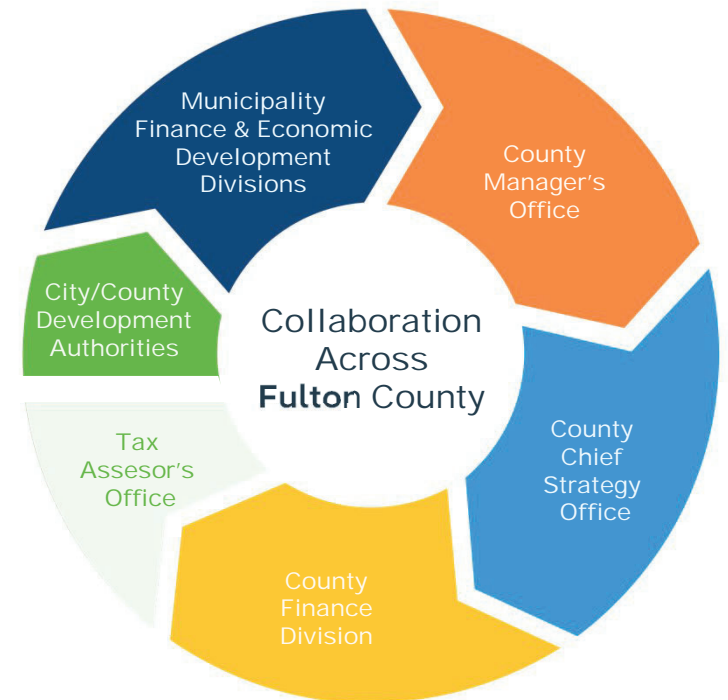 Municipality
Finance & Economic
Development
Divisions
County
Manager's
Office
City/County
Development
Authorities
Collaboration
Across
Fulton County
Tax
Assesor's
Office
County
Chief
Strategy
Office
County
Finance
Division